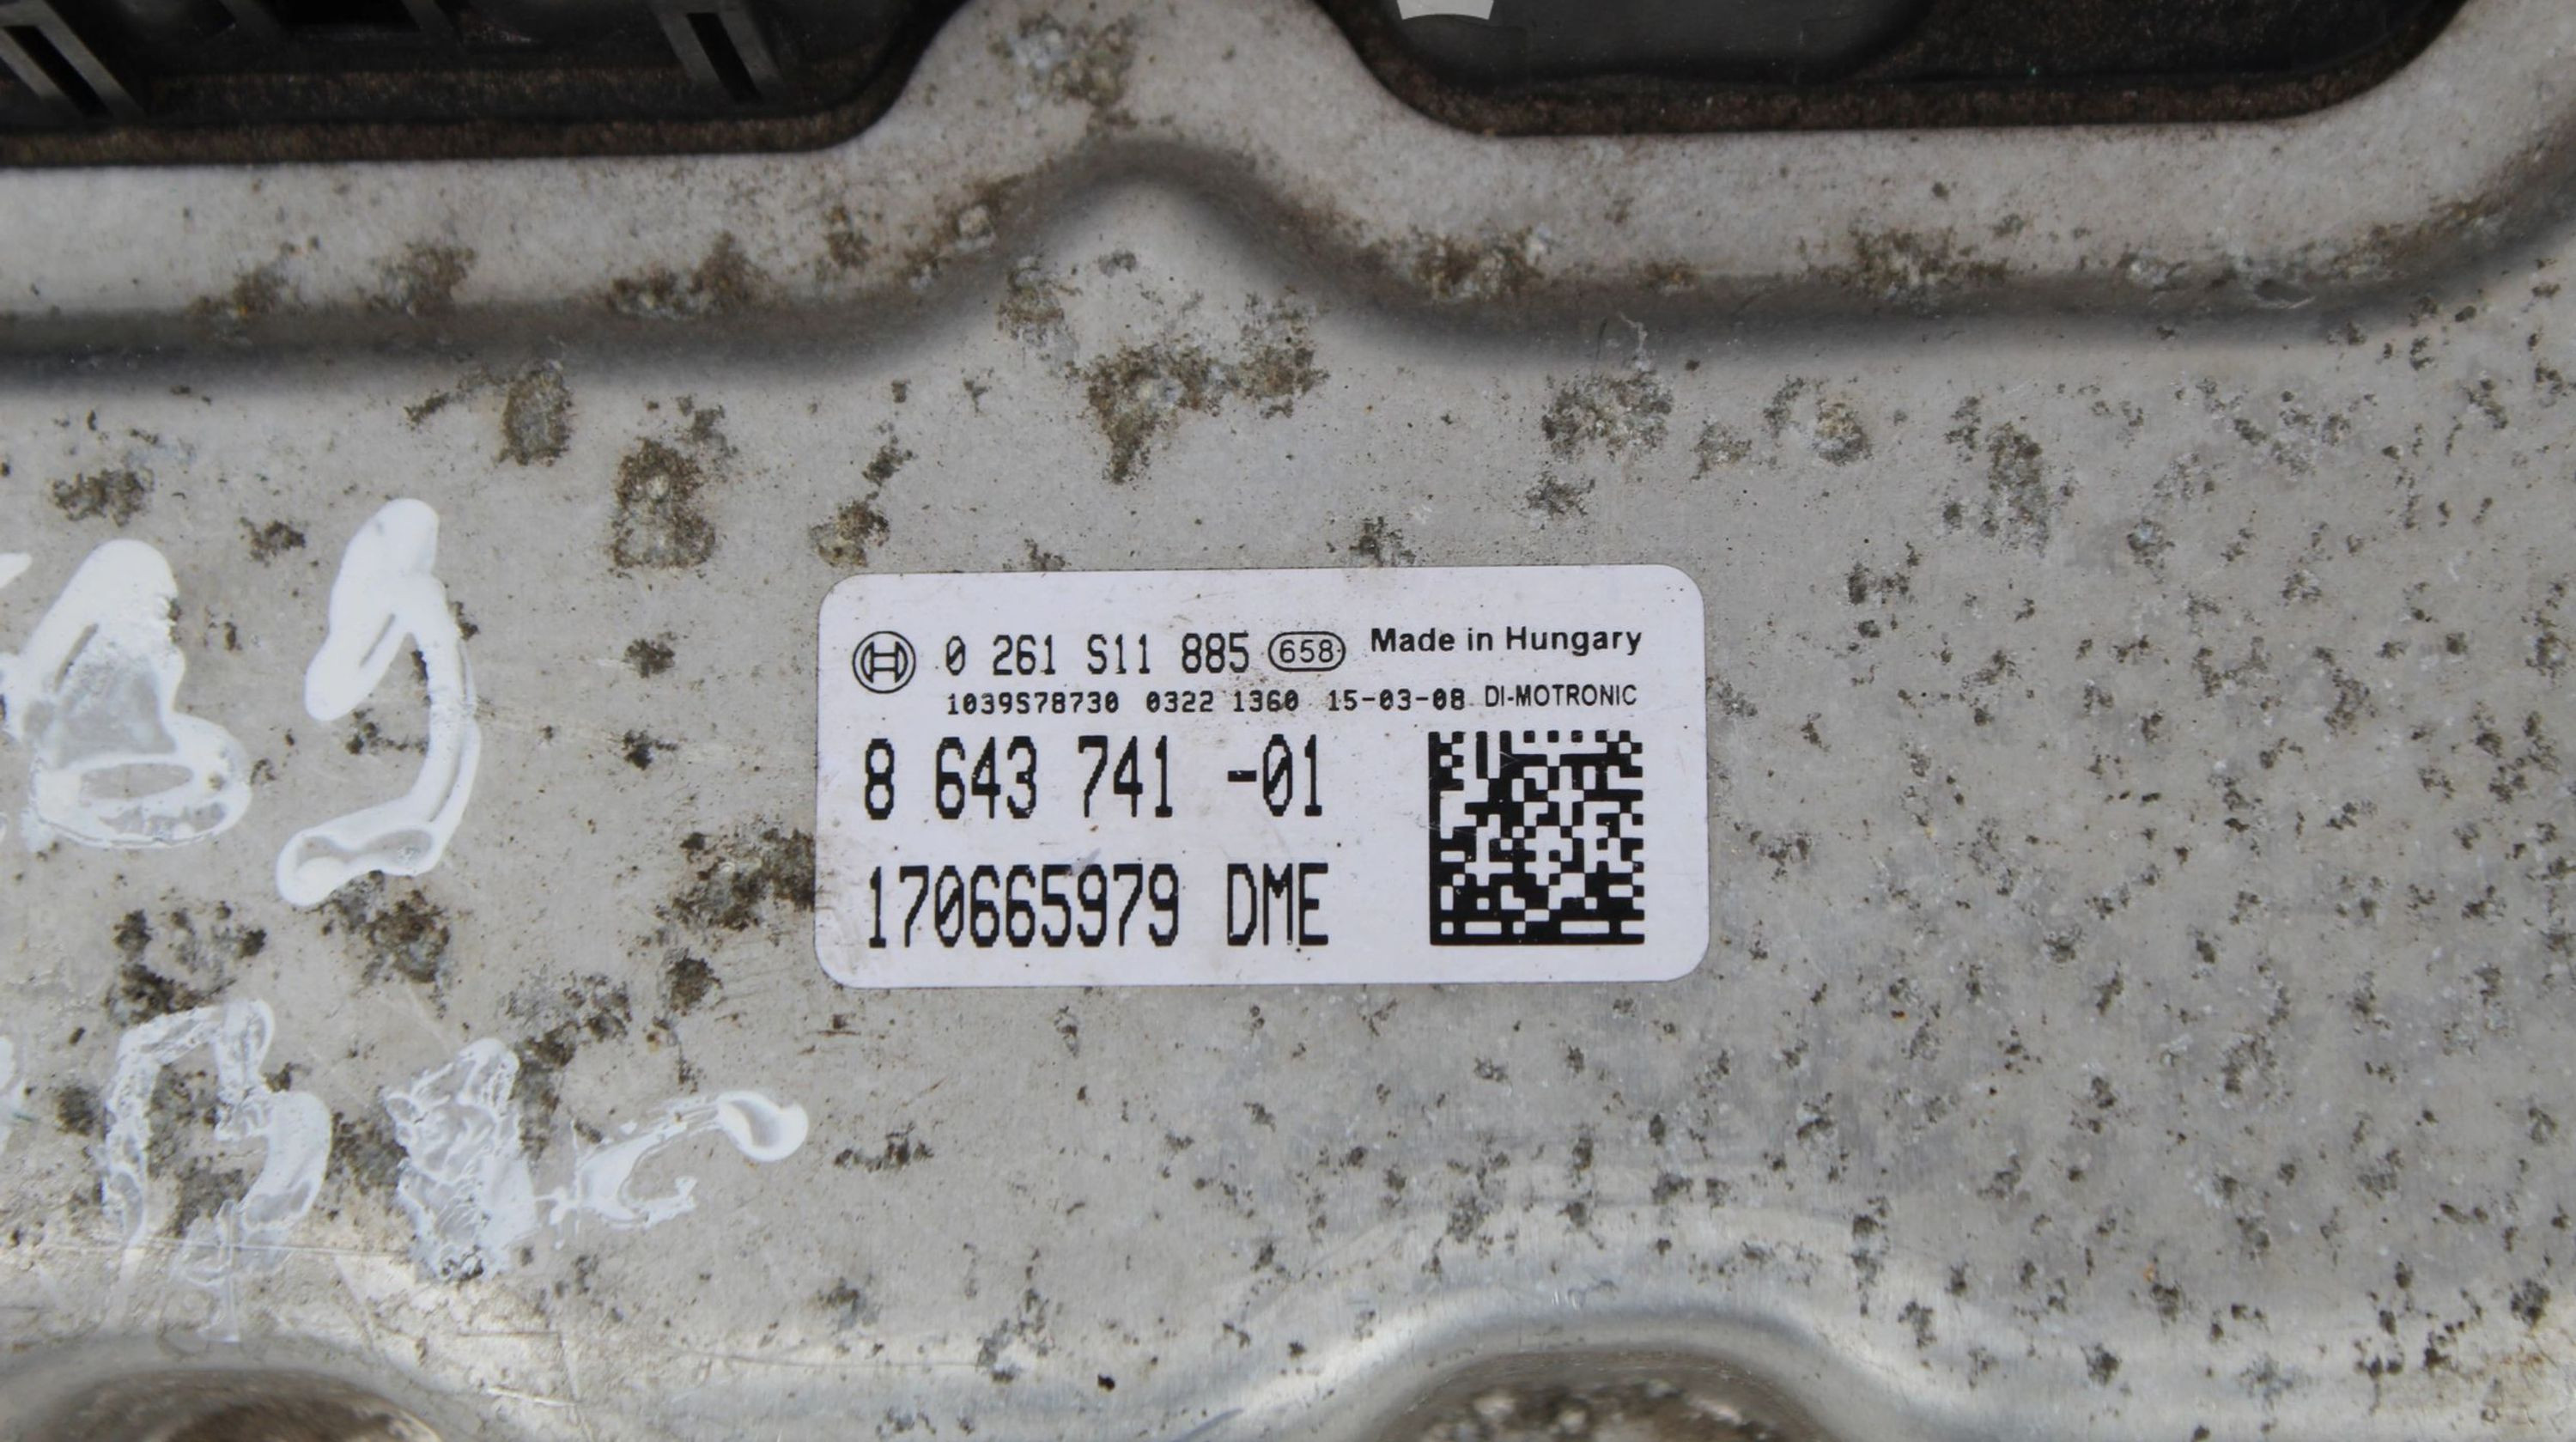 0 261 S11 885 658 Made in Hungary
1039S78730 0322 1360 15-03-08 DI-MOTRONIC
8 643 741 -01
170665979 DME